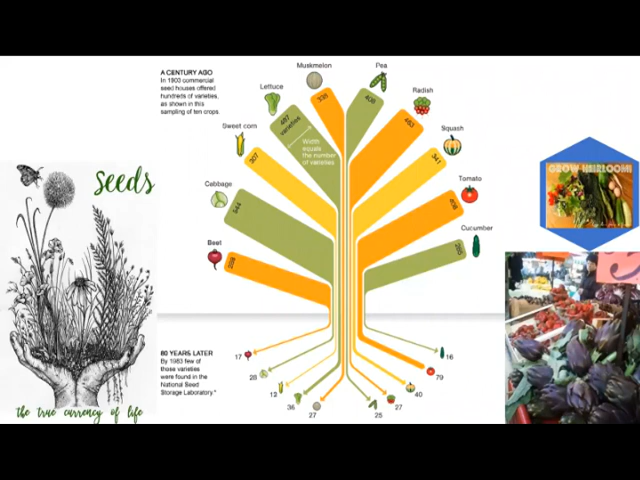 seeds
the true currency of life
A CENTURY AGO
In 1903 commercial
seed houses offered
hundreds of varieties,
as shown in this
sampling of ten crops.
Muskmelon
338
Pea
408
Lettuce
497
varieties
Width
equals
the number
of varieties
Radish
463
Sweet corn
307
Squash
341
Cabbage
544
Tomato
408
Beet
288
Cucumber
285
80 YEARS LATER
By 1983 few of
those varieties
were found in the
National Seed
Storage Laboratory.*
17
28
12
36
27
25
27
40
79
16
GROW HEIRLOOM!